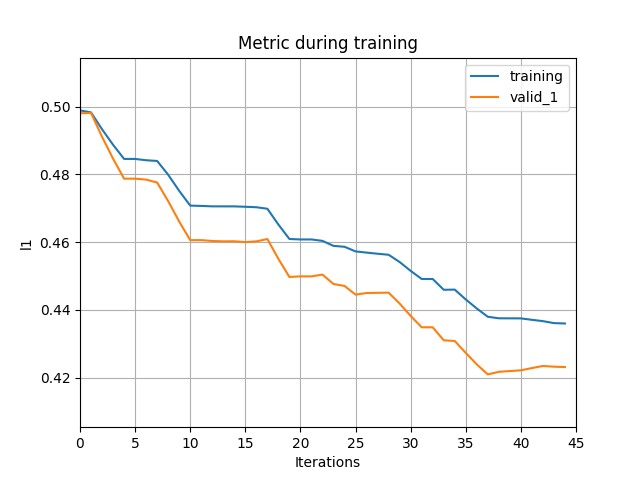 Metric during training
training
valid_1
0.50
0.48
0.46
0.44
0.42
l1
0 5 10 15 20 25 30 35 40 45
Iterations